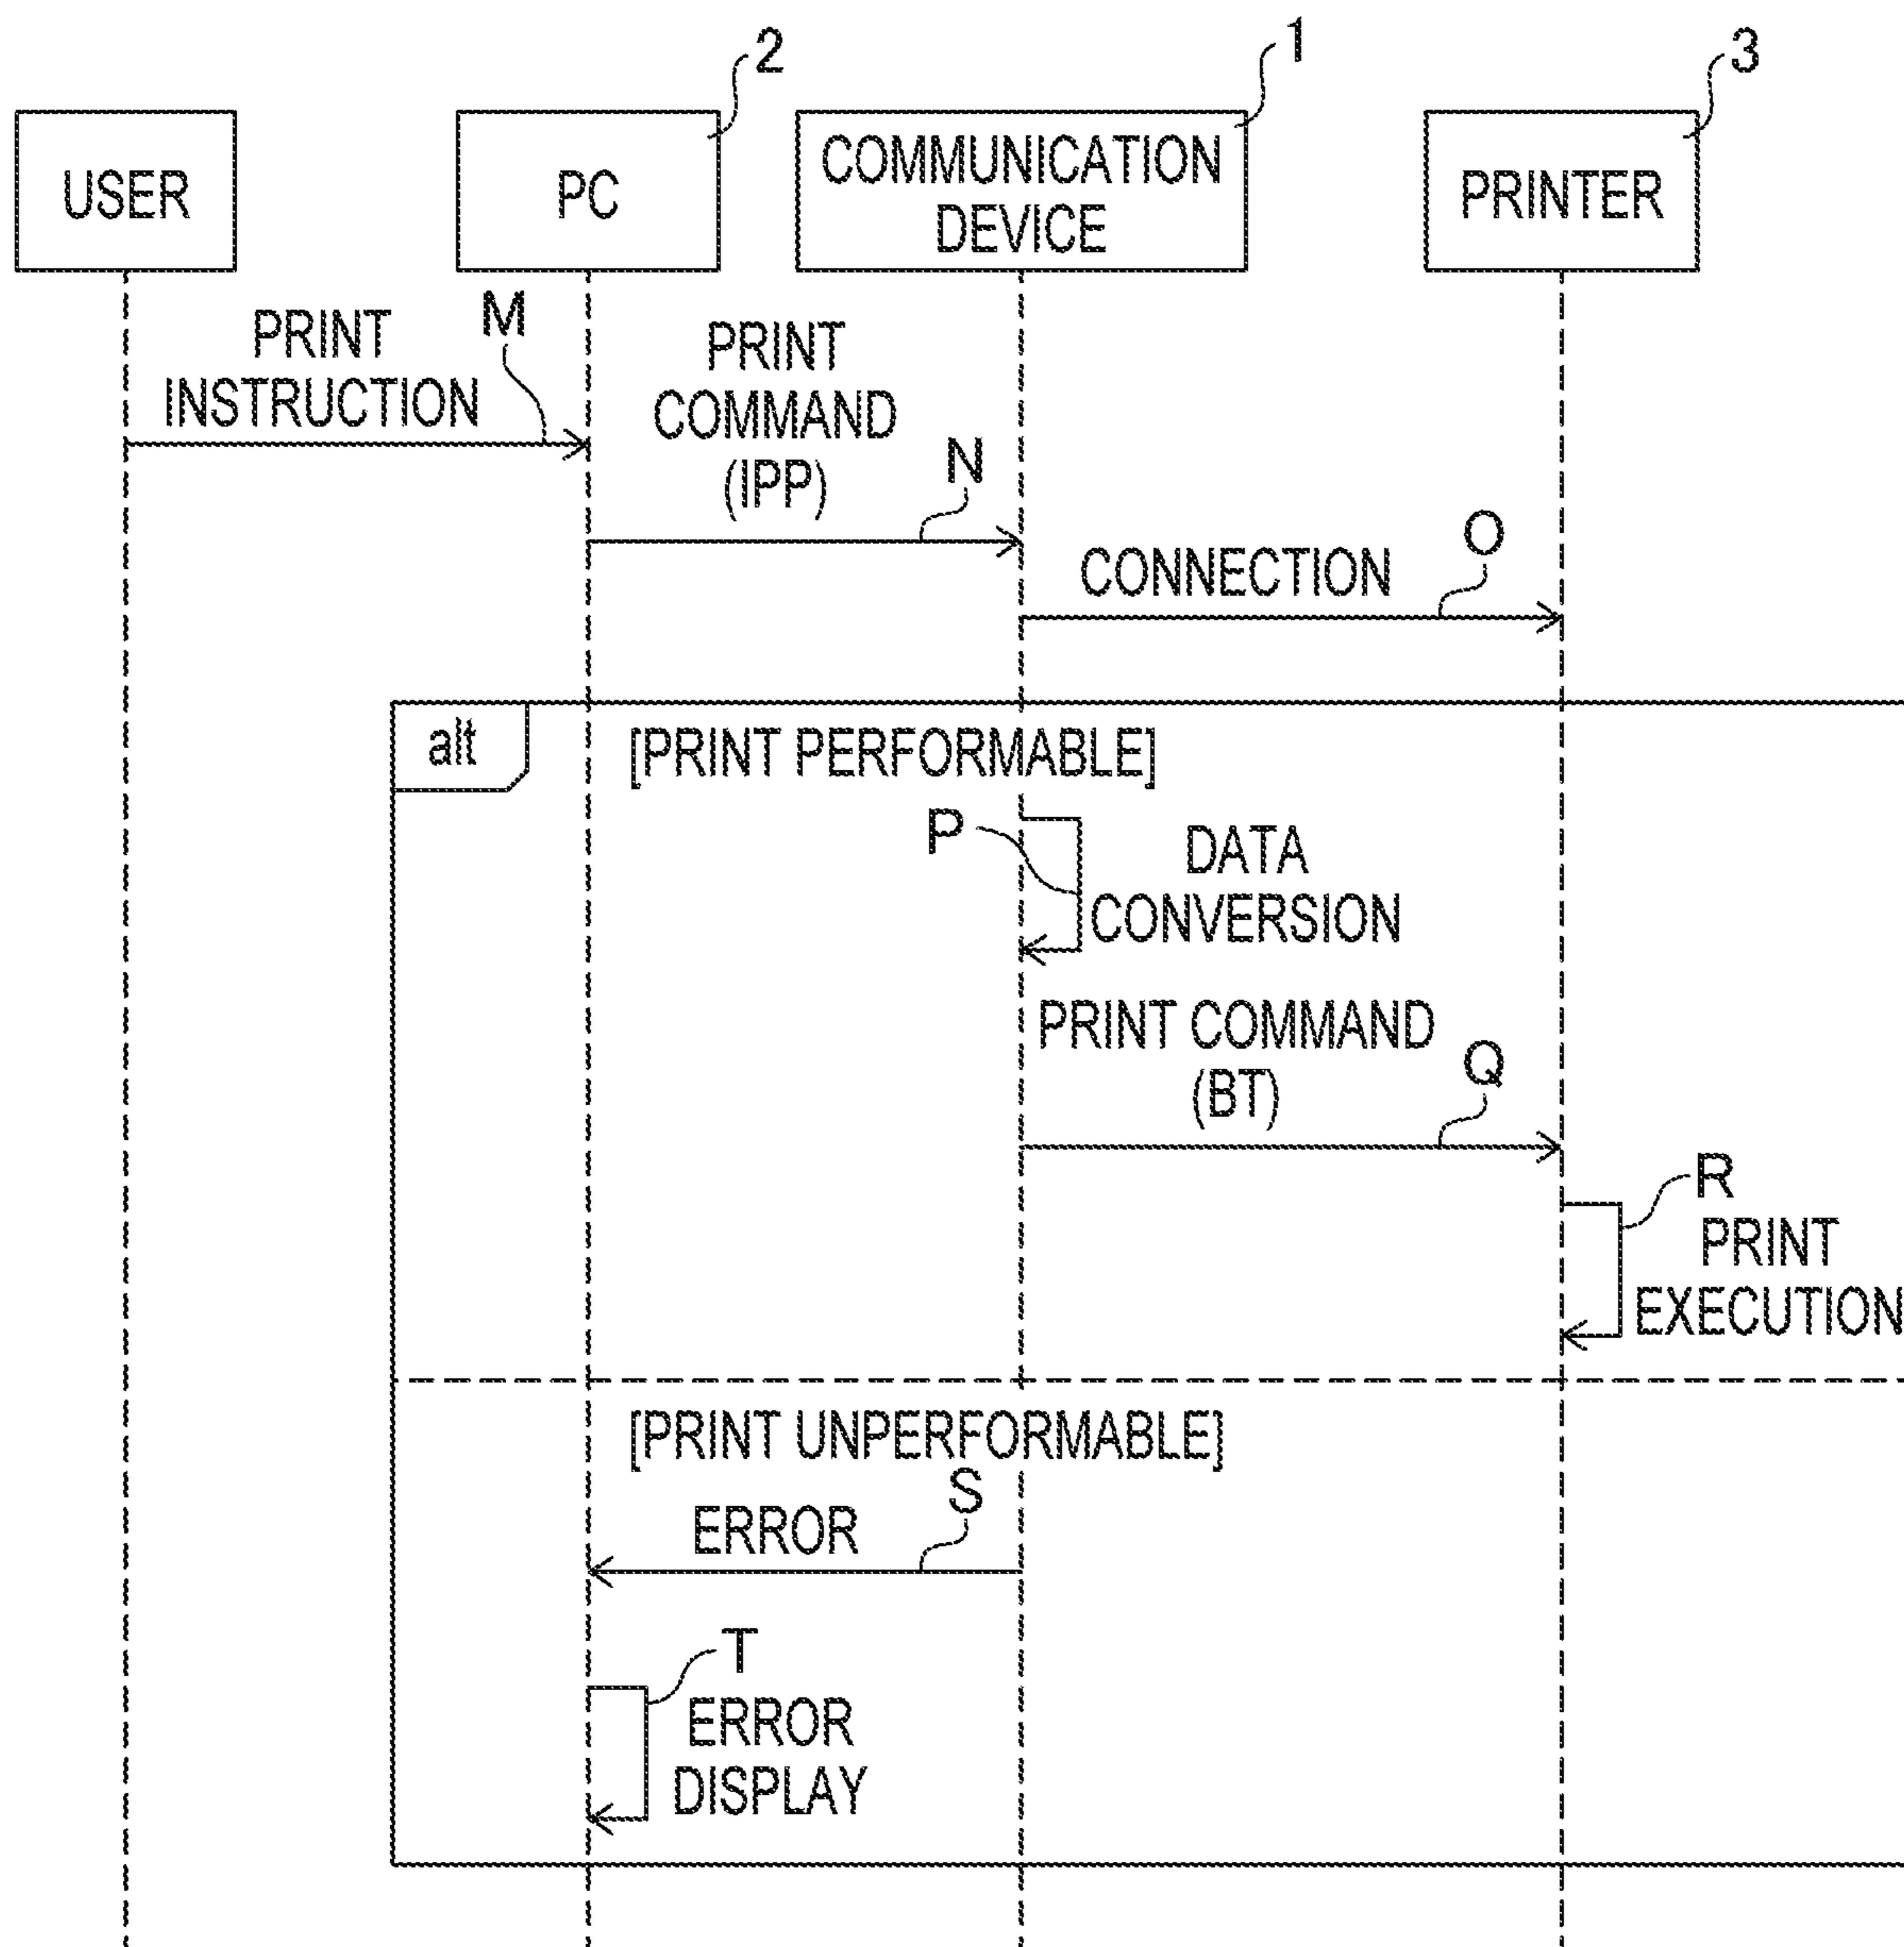 2
1
3
USER
PC
COMMUNICATION
DEVICE
PRINTER
PRINT
INSTRUCTION
M
PRINT
COMMAND
(IPP)
N
CONNECTION
O
alt
[PRINT PERFORMABLE]
P
DATA
CONVERSION
PRINT COMMAND
(BT)
Q
R
PRINT
EXECUTION
[PRINT UNPERFORMABLE]
ERROR
S
T
ERROR
DISPLAY